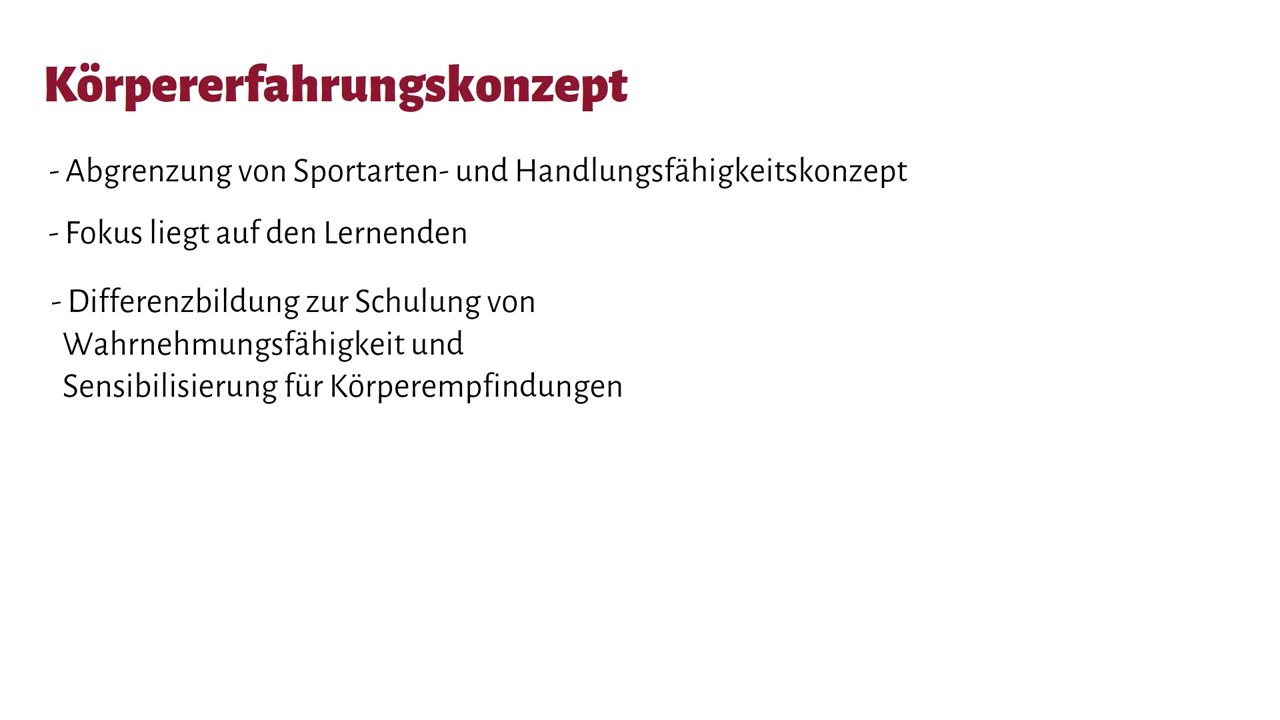 Körpererfahrungskonzept
- Abgrenzung von Sportarten- und Handlungsfähigkeitskonzept
- Fokus liegt auf den Lernenden
- Differenzbildung zur Schulung von
Wahrnehmungsfähigkeit und
Sensibilisierung für Körperempfindungen